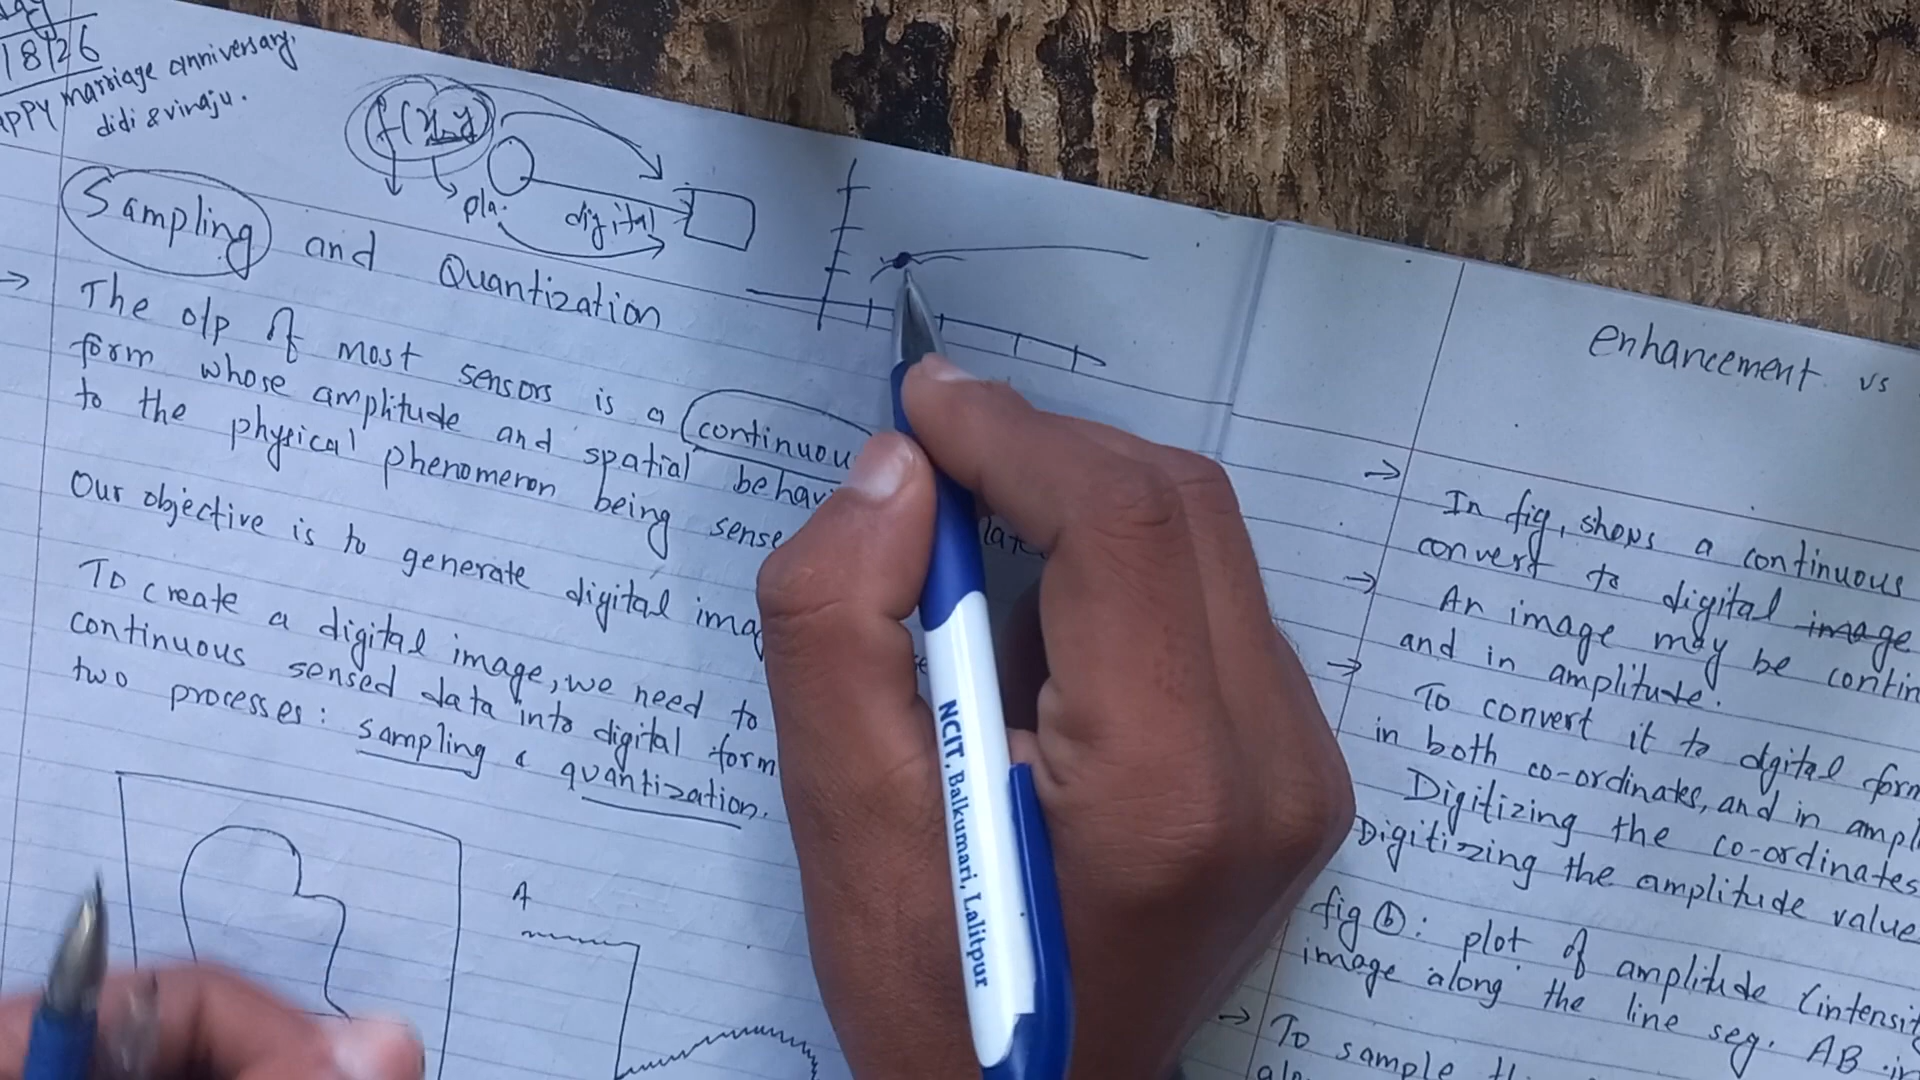 18/26
marriage anniversary.
didi & vinaju.
f(x,y)
pla.
digital
Sampling and Quantization
→ The o/p of most sensors is a continuou
form whose amplitude and spatial behavi
to the physical phenomenon being sense
Our objective is to generate digital imag
To create a digital image, we need to
continuous sensed data into digital form
two processes: sampling & quantization.
A
NCIT, Balkumari, Lalitpur
enhancement vs
→ In fig, shows a continuous
convert to digital image
→ An image may be contin
and in amplitude.
→ To convert it to dgital form
in both co-ordinates, and in ampl
Digitizing the co-ordinates
Digitizing the amplitude value
fig (b): plot of amplitude (intensit
image along the line seg. AB in
→ To sample